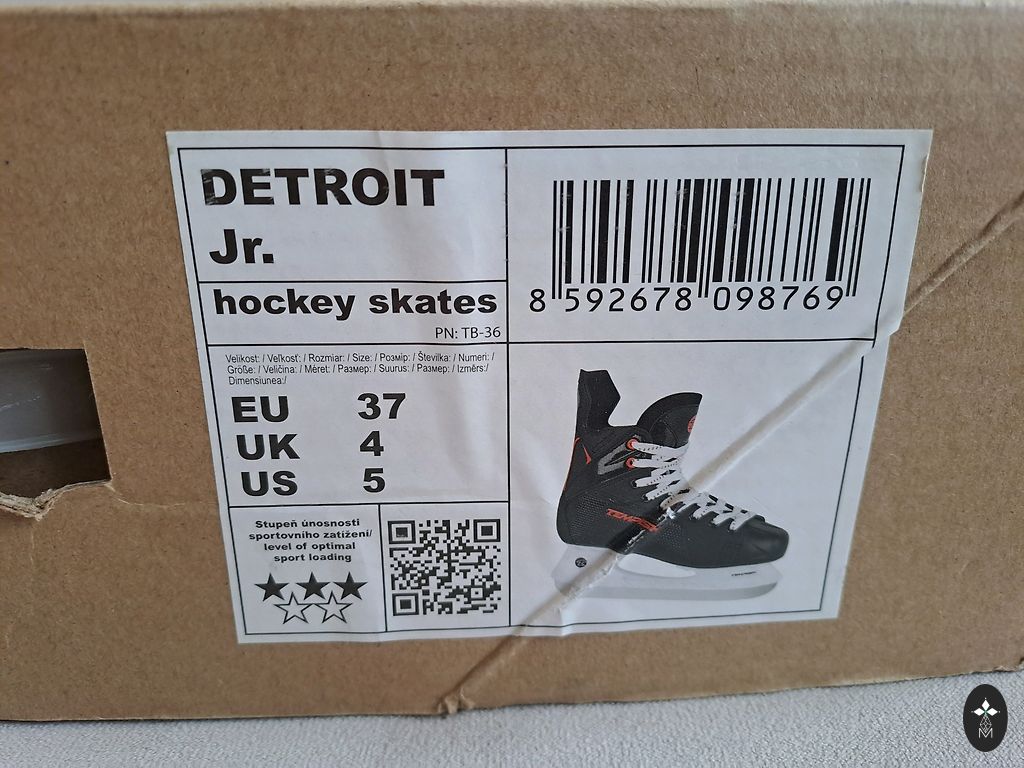 DETROIT
Jr.
hockey skates
PN: TB-36
8 592678 098769
Velikost: / Veľkosť: / Rozmiar: / Size: / Розмір: / Številka: / Numeri: /
Größe: / Veličina: / Méret: / Размер: / Suurus: / Размер: / Izmērs:/
Dimensiunea:/
EU 37
UK 4
US 5
Stupeň únosnosti
sportovního zatížení/
level of optimal
sport loading
M